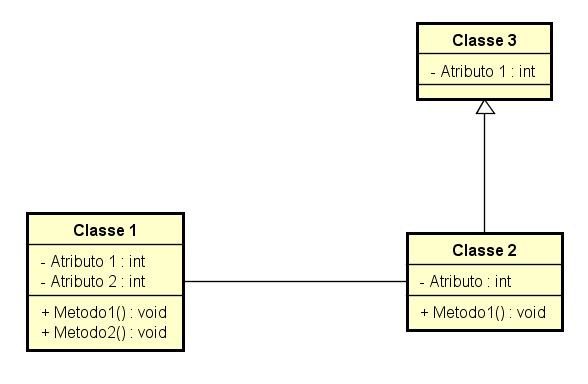 Classe 3
- Atributo 1 : int
Classe 1
- Atributo 1 : int
- Atributo 2 : int
+ Metodo1() : void
+ Metodo2() : void
Classe 2
- Atributo : int
+ Metodo1() : void